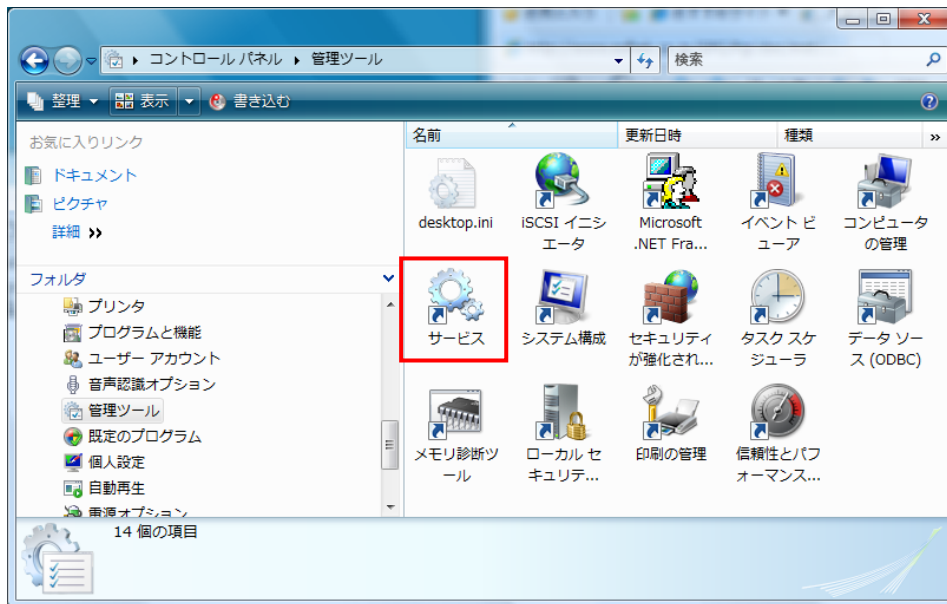 コントロール パネル ▸ 管理ツール
検索
整理 表示 書き込む
お気に入りリンク
ドキュメント
ピクチャ
詳細 »
フォルダ
プリンタ
プログラムと機能
ユーザー アカウント
音声認識オプション
管理ツール
既定のプログラム
個人設定
自動再生
電源オプション
名前 更新日時 種類 »
desktop.ini
iSCSI イニシ
エータ
Microsoft
.NET Fra...
イベント ビ
ューア
コンピュータ
の管理
サービス
システム構成
セキュリティ
が強化され...
タスク スケ
ジューラ
データ ソー
ス (ODBC)
メモリ診断ツ
ール
ローカル セ
キュリテ...
印刷の管理
信頼性とパフ
ォーマンス...
14 個の項目